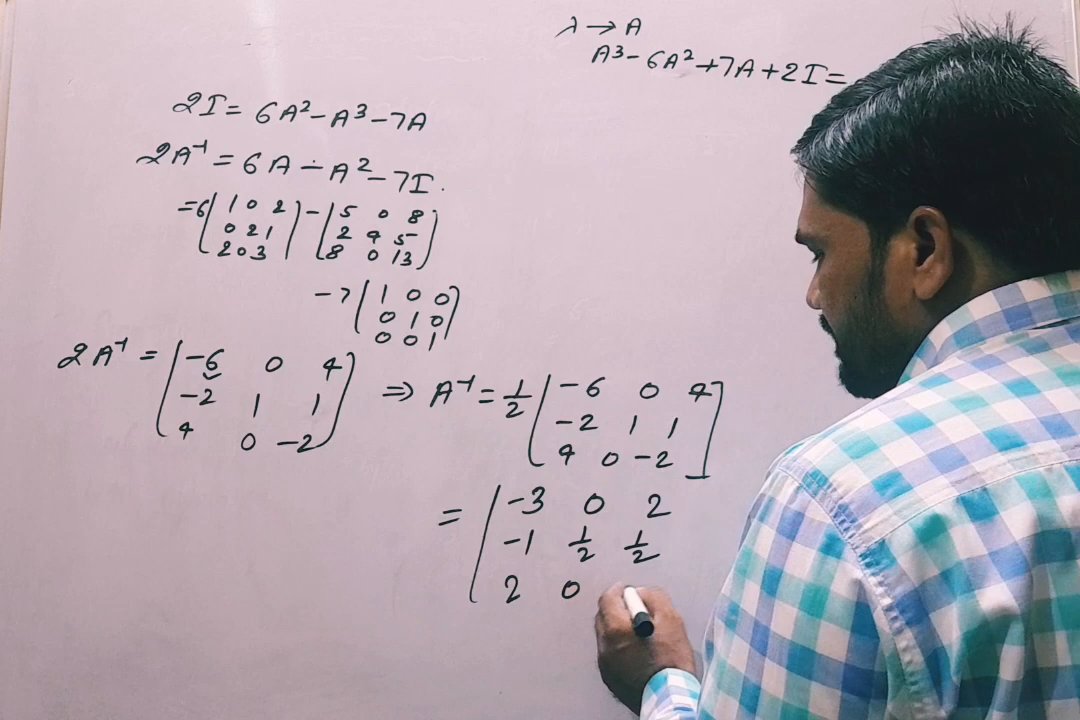 λ → A
A³ - 6A² + 7A + 2I =
2I = 6A² - A³ - 7A
2A⁻¹ = 6A - A² - 7I.
= 6 ( 1 0 2 ) - ( 5 0 8 )
0 2 1 2 4 5
2 0 3 8 0 13
- 7 ( 1 0 0 )
0 1 0
0 0 1
2A⁻¹ = ( -6 0 4 ) ⇒ A⁻¹ = 1/2 [ -6 0 4 ]
-2 1 1 -2 1 1
4 0 -2 4 0 -2
= [ -3 0 2
-1 1/2 1/2
2 0